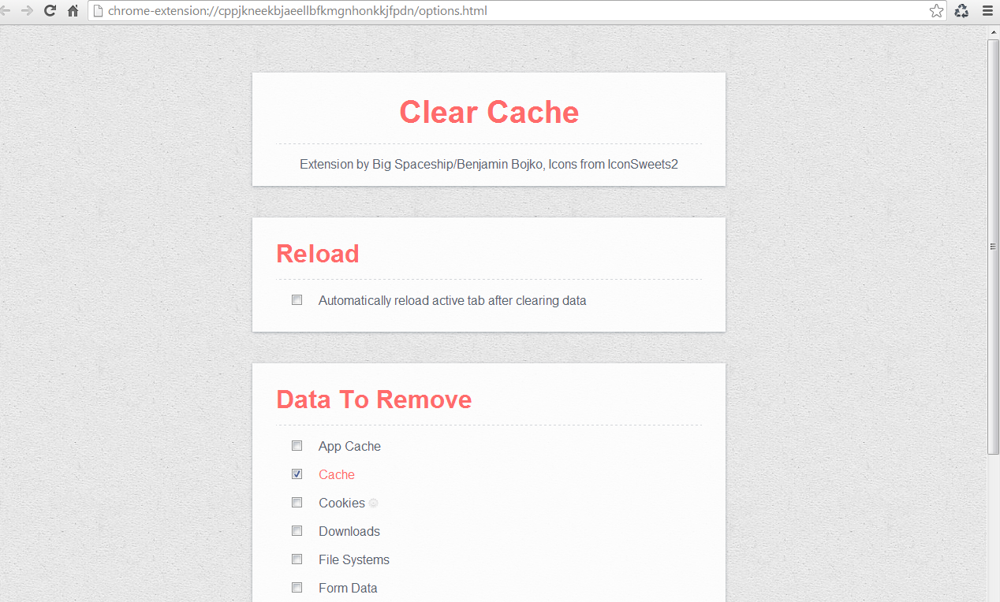 chrome-extension://cppjkneekbjaeellbfkmgnhonkkjfpdn/options.html
Clear Cache
Extension by Big Spaceship/Benjamin Bojko, Icons from IconSweets2
Reload
Automatically reload active tab after clearing data
Data To Remove
App Cache
Cache
Cookies
Downloads
File Systems
Form Data